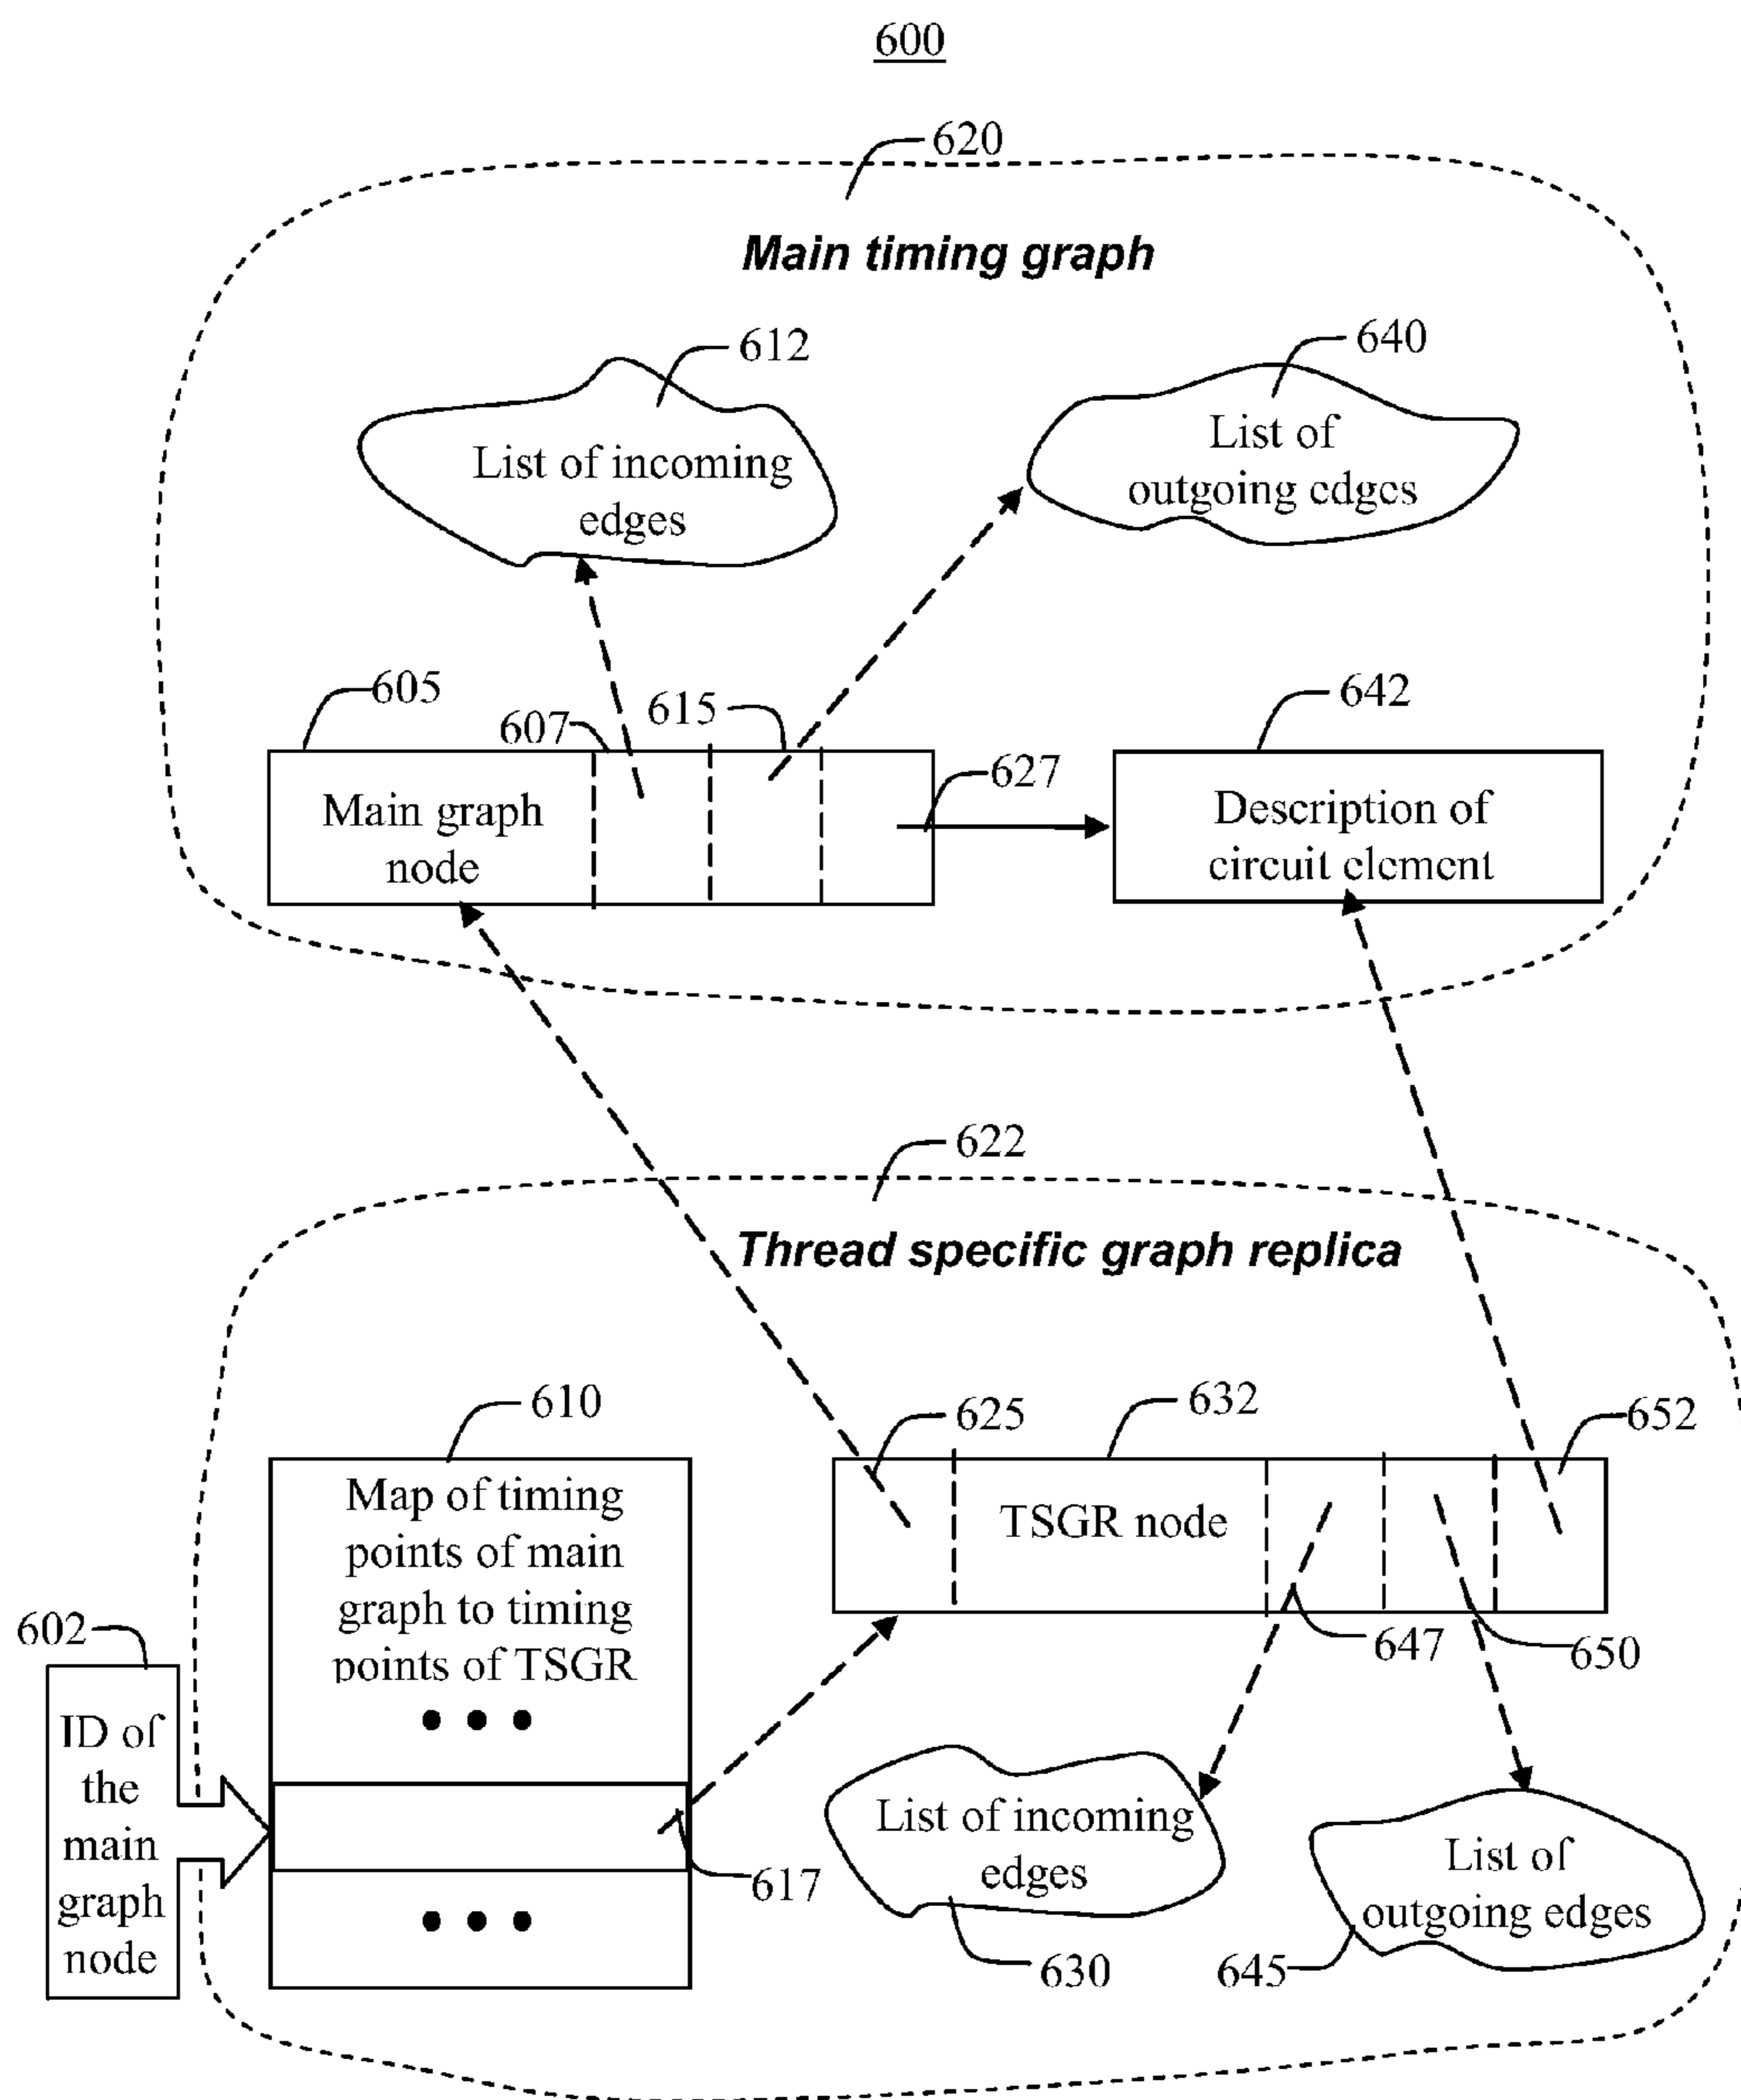 600
620
Main timing graph
612
640
List of incoming
edges
List of
outgoing edges
605
607
615
642
627
Main graph
node
Description of
circuit element
622
Thread specific graph replica
610
625
632
652
Map of timing
points of main
graph to timing
points of TSGR
• • •
TSGR node
602
647
650
ID of
the
main
graph
node
617
List of incoming
edges
List of
outgoing edges
• • •
630
645